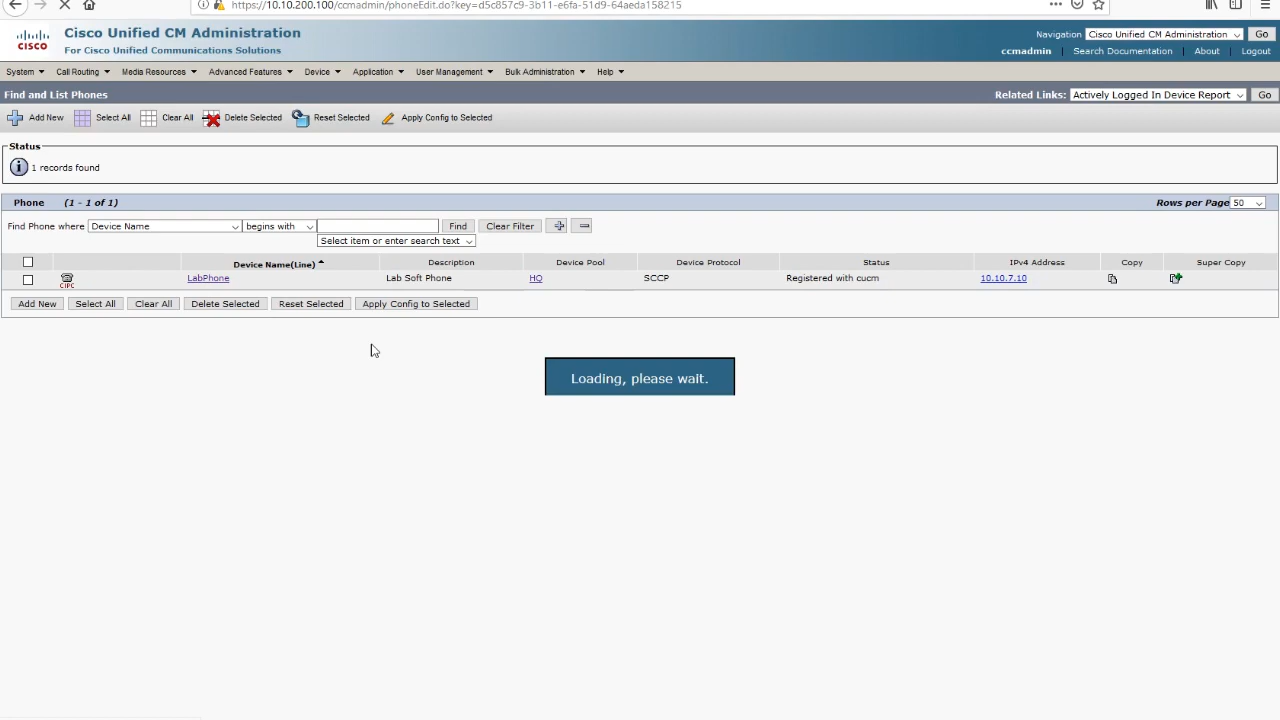 https://10.10.200.100/ccmadmin/phoneEdit.do?key=d5c857c9-3b11-e6fa-51d9-64aeda158215
cisco
Cisco Unified CM Administration
For Cisco Unified Communications Solutions
Navigation Cisco Unified CM Administration Go
ccmadmin Search Documentation About Logout
System Call Routing Media Resources Advanced Features Device Application User Management Bulk Administration Help
Find and List Phones Related Links: Actively Logged In Device Report Go
Add New Select All Clear All Delete Selected Reset Selected Apply Config to Selected
Status
1 records found
Phone (1 - 1 of 1) Rows per Page 50
Find Phone where Device Name begins with Find Clear Filter
Select item or enter search text
Device Name(Line) Description Device Pool Device Protocol Status IPv4 Address Copy Super Copy
CIPC LabPhone Lab Soft Phone HQ SCCP Registered with cucm 10.10.7.10
Add New Select All Clear All Delete Selected Reset Selected Apply Config to Selected
Loading, please wait.